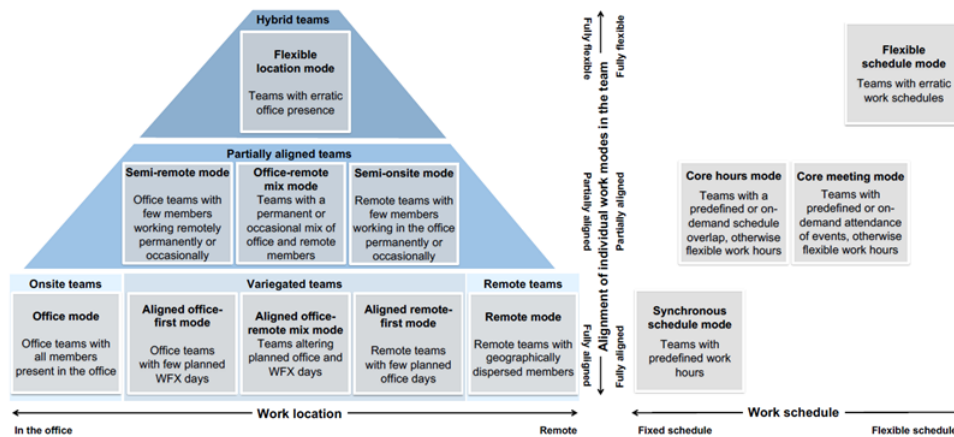 Hybrid teams
Flexible
location mode
Teams with erratic
office presence
Partially aligned teams
Semi-remote mode
Office teams with
few members
working remotely
permanently or
occasionally
Office-remote
mix mode
Teams with a
permanent or
occasional mix of
office and remote
members
Semi-onsite mode
Remote teams with
few members
working in the office
permanently or
occasionally
Onsite teams
Variegated teams
Remote teams
Office mode
Office teams with
all members
present in the office
Aligned office-
first mode
Office teams
with few planned
WFX days
Aligned office-
remote mix mode
Teams altering
planned office and
WFX days
Aligned remote-
first mode
Remote teams
with few planned
office days
Remote mode
Remote teams with
geographically
dispersed members
Work location
In the office
Remote
Fully flexible
Partially aligned
Fully aligned
Alignment of individual work modes in the team
Fully flexible
Partially aligned
Fully aligned
Flexible
schedule mode
Teams with erratic
work schedules
Core hours mode
Teams with a
predefined or on-
demand schedule
overlap, otherwise
flexible work hours
Core meeting mode
Teams with
predefined or on-
demand attendance
of events, otherwise
flexible work hours
Synchronous
schedule mode
Teams with
predefined work
hours
Work schedule
Fixed schedule
Flexible schedule